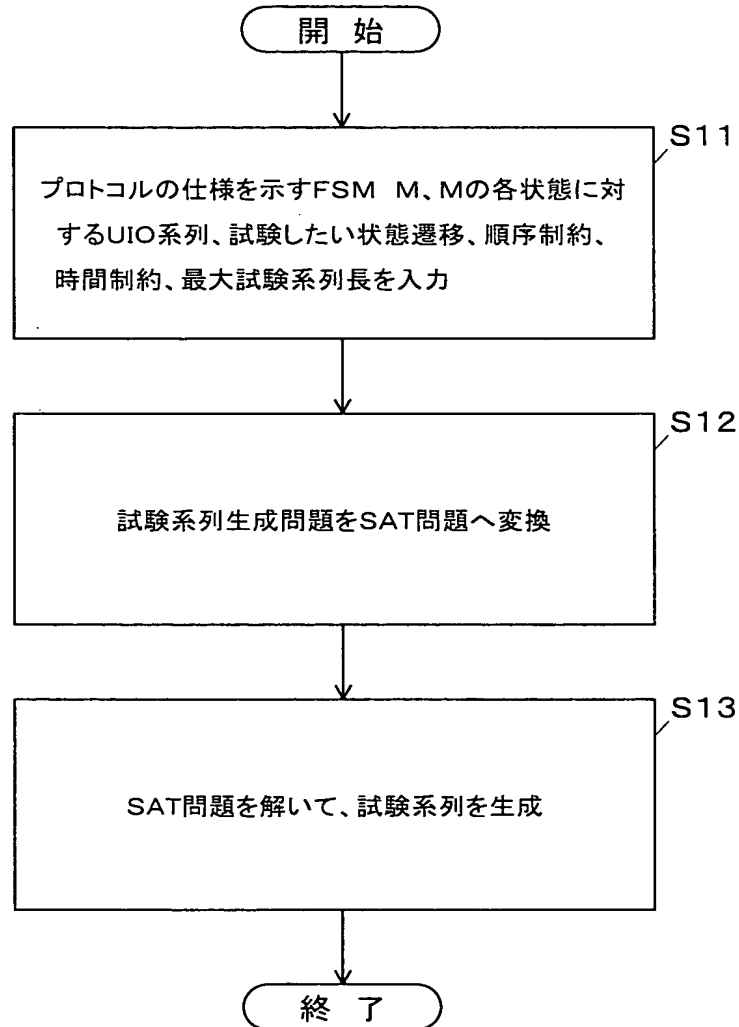 開 始
S11
プロトコルの仕様を示すFSM M、Mの各状態に対
するUIO系列、試験したい状態遷移、順序制約、
時間制約、最大試験系列長を入力
S12
試験系列生成問題をSAT問題へ変換
S13
SAT問題を解いて、試験系列を生成
終 了